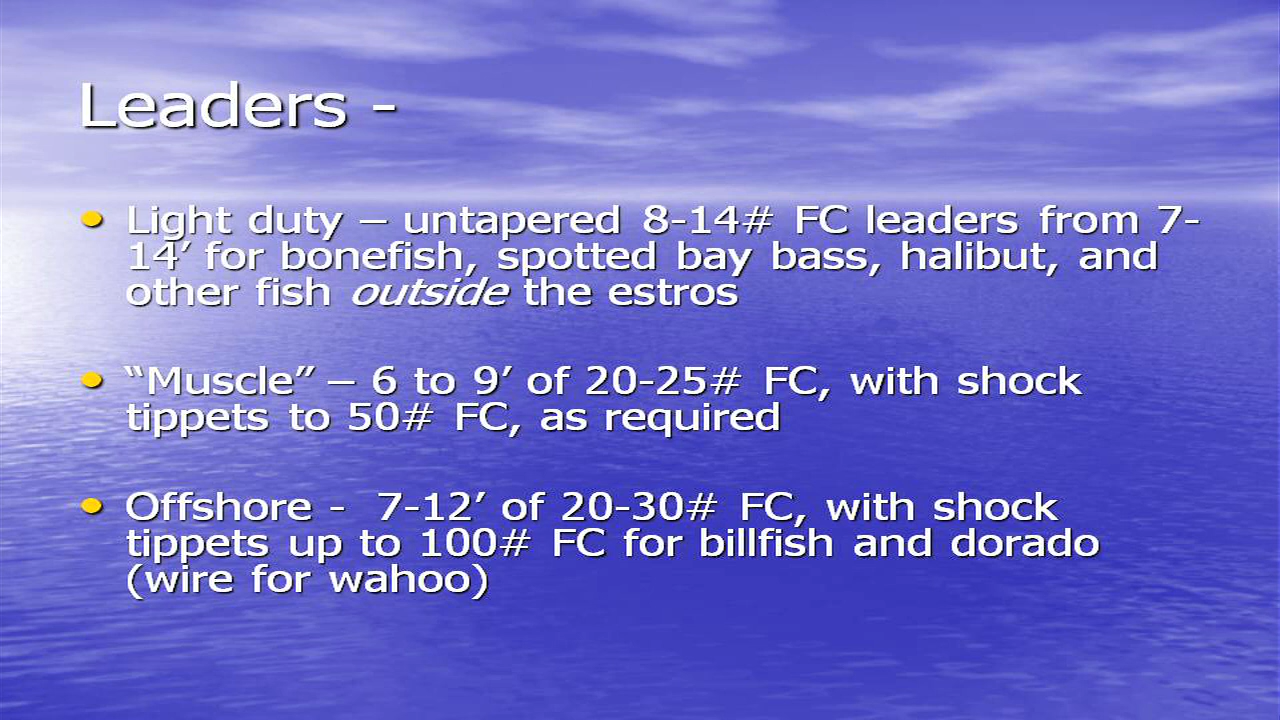 Leaders -
• Light duty – untapered 8-14# FC leaders from 7-
14’ for bonefish, spotted bay bass, halibut, and
other fish outside the estros
• “Muscle” – 6 to 9’ of 20-25# FC, with shock
tippets to 50# FC, as required
• Offshore - 7-12’ of 20-30# FC, with shock
tippets up to 100# FC for billfish and dorado
(wire for wahoo)